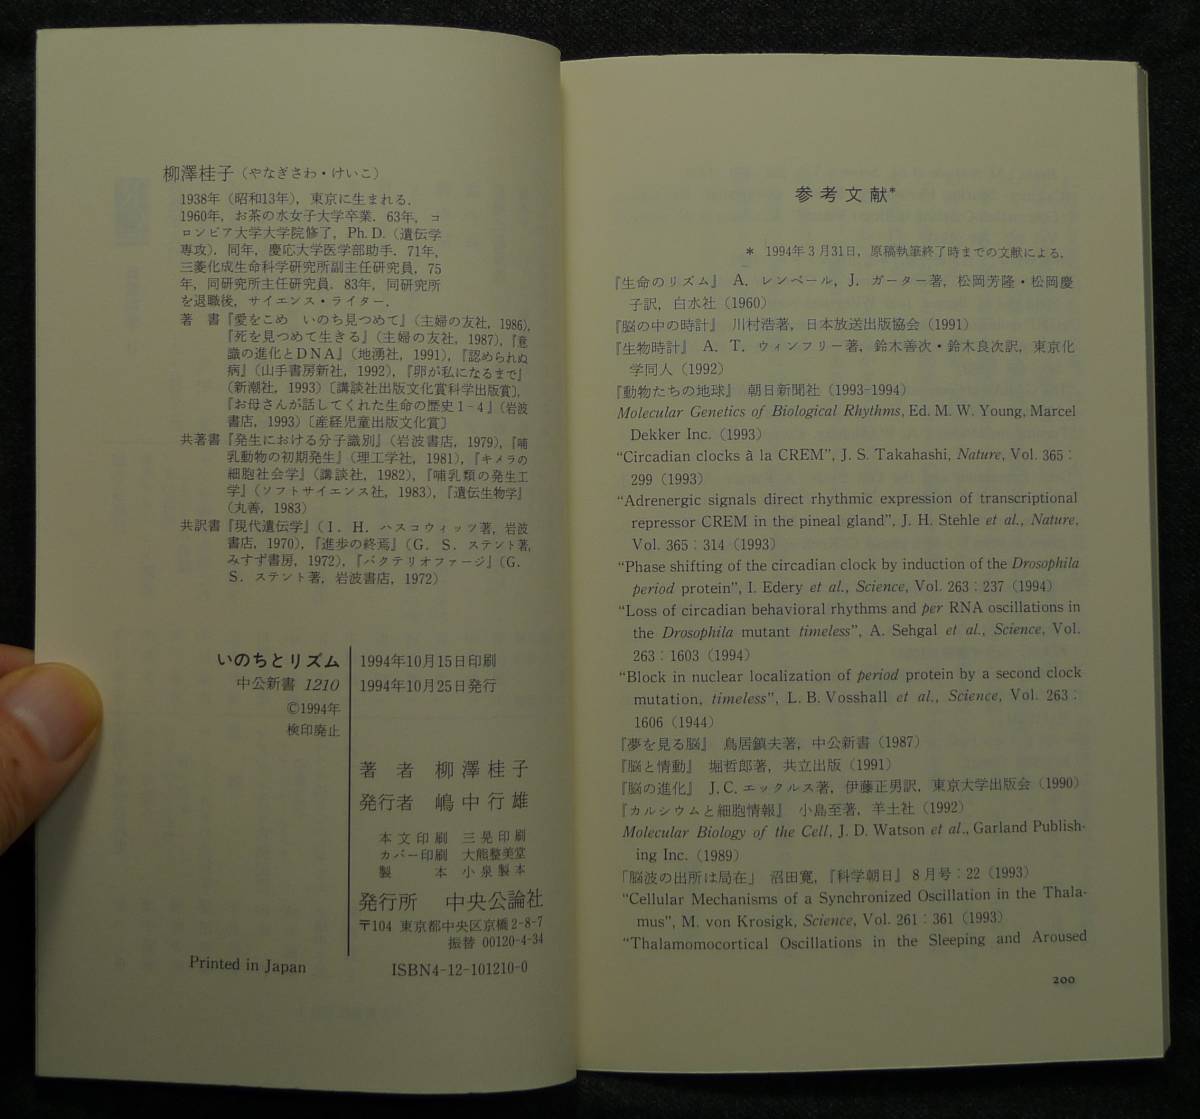 柳澤桂子（やなぎさわ・けいこ）
1938年（昭和13年），東京に生まれる．
1960年，お茶の水女子大学卒業．63年，コ
ロンビア大学大学院修了，Ph.D.（遺伝学
専攻）．同年，慶応大学医学部助手．71年，
三菱化成生命科学研究所副主任研究員，75
年，同研究所主任研究員．83年，同研究所
を退職後，サイエンス・ライター．
著　書『愛をこめ　いのち見つめて』（主婦の友社，1986），
『死を見つめて生きる』（主婦の友社，1987），『意
識の進化とＤＮＡ』（地湧社，1991），『認められぬ
病』（山手書房新社，1992），『卵が私になるまで』
（新潮社，1993）〔講談社出版文化賞科学出版賞〕，
『お母さんが話してくれた生命の歴史１-４』（岩波
書店，1993）〔産経児童出版文化賞〕
共著書『発生における分子識別』（岩波書店，1979），『哺
乳動物の初期発生』（理工学社，1981），『キメラの
細胞社会学』（講談社，1982），『哺乳類の発生工
学』（ソフトサイエンス社，1983），『遺伝生物学』
（丸善，1983）
共訳書『現代遺伝学』（Ｉ．Ｈ．ハスコウィッツ著，岩波
書店，1970），『進歩の終焉』（Ｇ．Ｓ．ステント著，
みすず書房，1972），『バクテリオファージ』（Ｇ．
Ｓ．ステント著，岩波書店，1972）
いのちとリズム
中公新書 1210
©1994年
検印廃止
1994年10月15日印刷
1994年10月25日発行
著　者　柳澤桂子
発行者　嶋中行雄
本文印刷　三晃印刷
カバー印刷　大熊整美堂
製　　本　小泉製本
発行所　中央公論社
〒104 東京都中央区京橋2-8-7
振替 00120-4-34
Printed in Japan
ISBN4-12-101210-0
参考文献*
* 1994年３月31日，原稿執筆終了時までの文献による．
『生命のリズム』　Ａ．レンベール，Ｊ．ガーター著，松岡芳隆・松岡慶
子訳，白水社（1960）
『脳の中の時計』　川村浩著，日本放送出版協会（1991）
『生物時計』　Ａ．Ｔ．ウィンフリー著，鈴木善次・鈴木良次訳，東京化
学同人（1992）
『動物たちの地球』　朝日新聞社（1993-1994）
Molecular Genetics of Biological Rhythms, Ed. M. W. Young, Marcel
Dekker Inc.（1993）
“Circadian clocks à la CREM”, J. S. Takahashi, Nature, Vol. 365：
299（1993）
“Adrenergic signals direct rhythmic expression of transcriptional
repressor CREM in the pineal gland”, J. H. Stehle et al., Nature,
Vol. 365：314（1993）
“Phase shifting of the circadian clock by induction of the Drosophila
period protein”, I. Edery et al., Science, Vol. 263：237（1994）
“Loss of circadian behavioral rhythms and per RNA oscillations in
the Drosophila mutant timeless”, A. Sehgal et al., Science, Vol.
263：1603（1994）
“Block in nuclear localization of period protein by a second clock
mutation, timeless”, L. B. Vosshall et al., Science, Vol. 263：
1606（1944）
『夢を見る脳』　鳥居鎮夫著，中公新書（1987）
『脳と情動』　堀哲郎著，共立出版（1991）
『脳の進化』　J. C. エックルス著，伊藤正男訳，東京大学出版会（1990）
『カルシウムと細胞情報』　小島至著，羊土社（1992）
Molecular Biology of the Cell, J. D. Watson et al., Garland Publish-
ing Inc.（1989）
「脳波の出所は局在」　沼田寛，『科学朝日』８月号：22（1993）
“Cellular Mechanisms of a Synchronized Oscillation in the Thala-
mus”, M. von Krosigk, Science, Vol. 261：361（1993）
“Thalamomocortical Oscillations in the Sleeping and Aroused
200